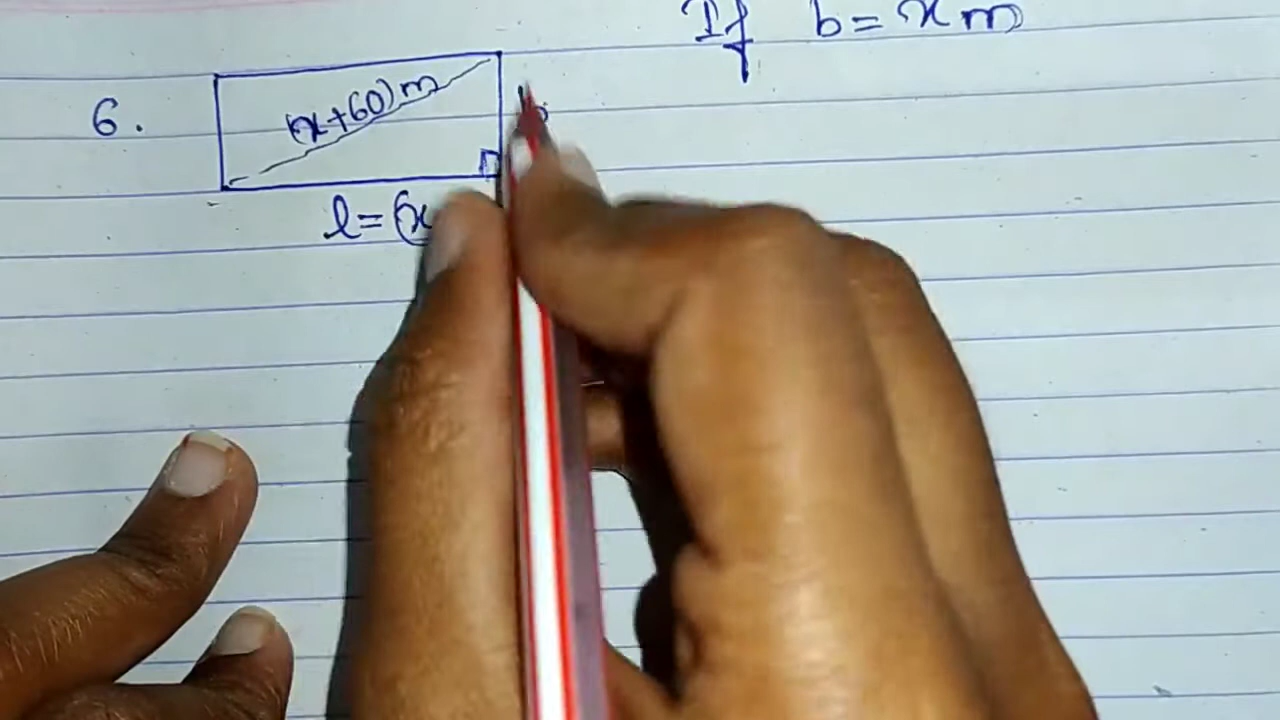 If b = x m
6.
(x+60) m
l = (x